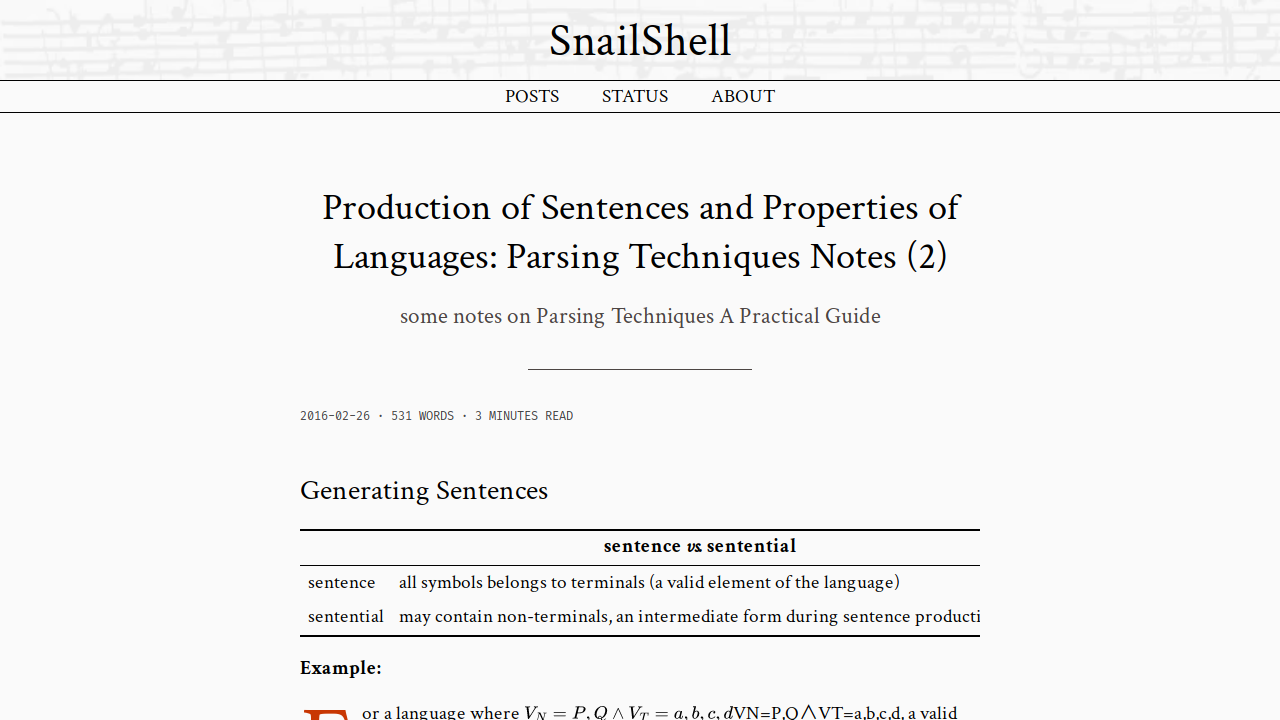 SnailShell
POSTS STATUS ABOUT
Production of Sentences and Properties of
Languages: Parsing Techniques Notes (2)
some notes on Parsing Techniques A Practical Guide
2016-02-26 · 531 WORDS · 3 MINUTES READ
Generating Sentences
sentence vs. sentential
sentence all symbols belongs to terminals (a valid element of the language)
sentential may contain non-terminals, an intermediate form during sentence producti
Example:
For a language where V_N = P, Q ∧ V_T = a, b, c, dVN=P,Q⋀VT=a,b,c,d, a valid